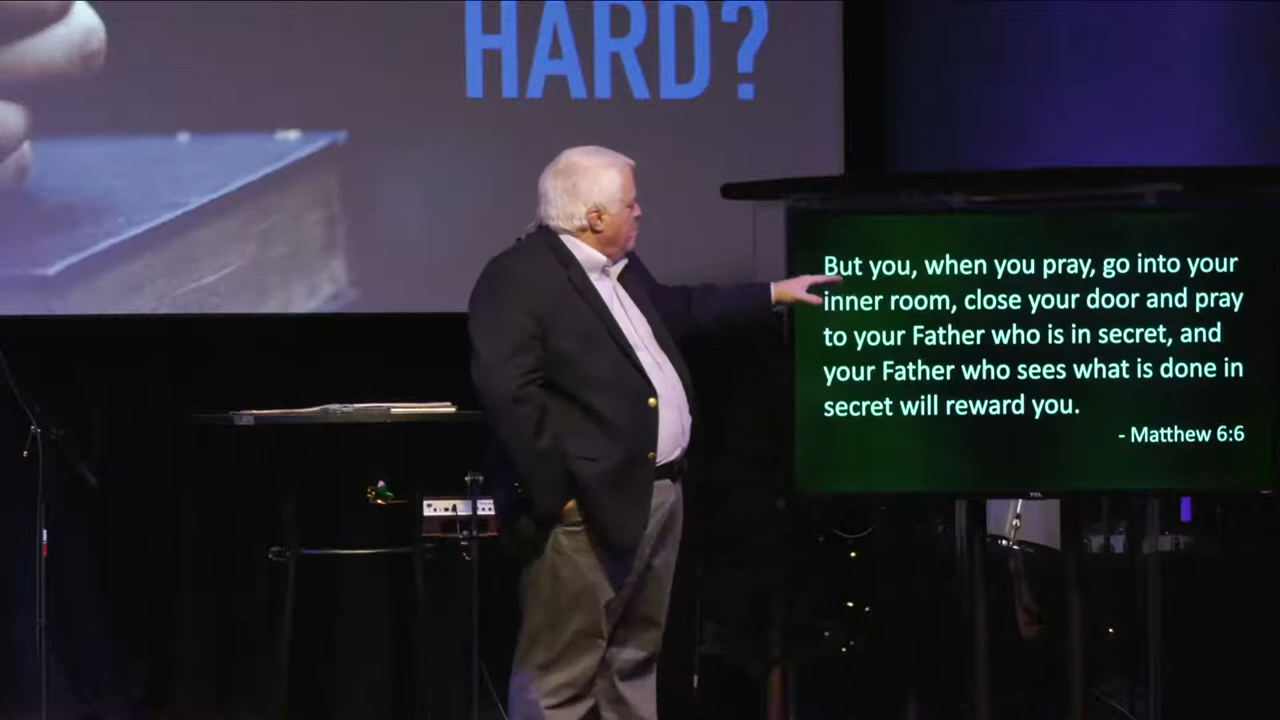 HARD?
But you, when you pray, go into your
inner room, close your door and pray
to your Father who is in secret, and
your Father who sees what is done in
secret will reward you.
- Matthew 6:6
TCL